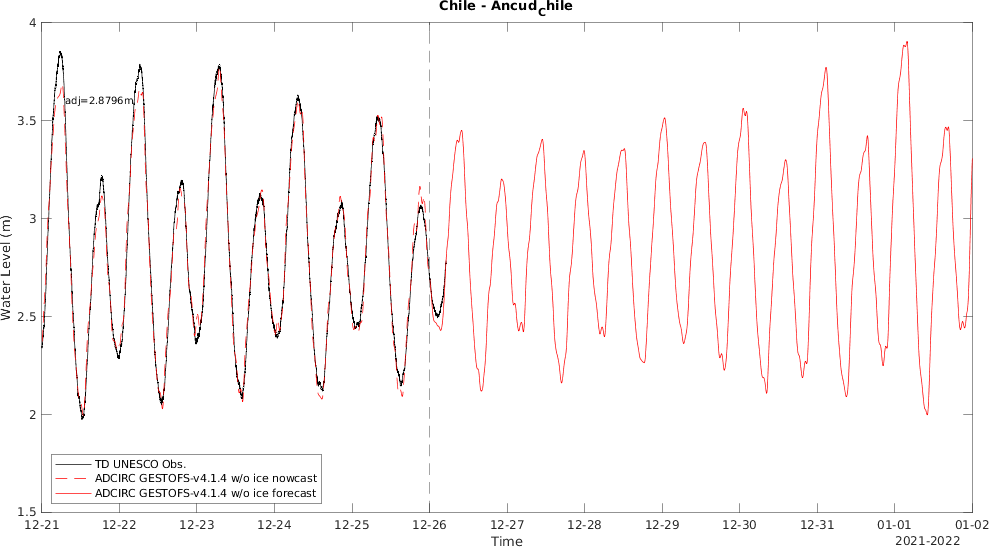 Chile - Ancud_Chile
4
3.5
3
2.5
2
1.5
Water Level (m)
adj=2.8796m
TD UNESCO Obs.
ADCIRC GESTOFS-v4.1.4 w/o ice nowcast
ADCIRC GESTOFS-v4.1.4 w/o ice forecast
12-21 12-22 12-23 12-24 12-25 12-26 12-27 12-28 12-29 12-30 12-31 01-01 01-02
Time
2021-2022